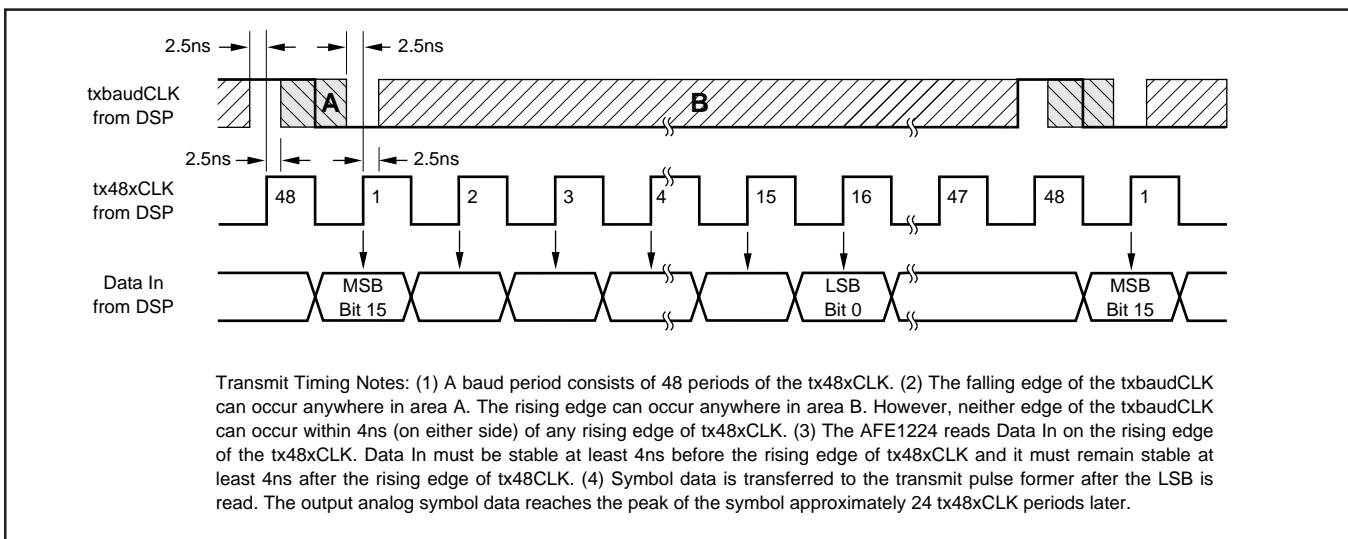 2.5ns
2.5ns
txbaudCLK
from DSP
A
B
2.5ns
2.5ns
tx48xCLK
from DSP
48
1
2
3
4
15
16
47
48
1
Data In
from DSP
MSB
Bit 15
LSB
Bit 0
MSB
Bit 15
Transmit Timing Notes: (1) A baud period consists of 48 periods of the tx48xCLK. (2) The falling edge of the txbaudCLK
can occur anywhere in area A. The rising edge can occur anywhere in area B. However, neither edge of the txbaudCLK
can occur within 4ns (on either side) of any rising edge of tx48xCLK. (3) The AFE1224 reads Data In on the rising edge
of the tx48xCLK. Data In must be stable at least 4ns before the rising edge of tx48xCLK and it must remain stable at
least 4ns after the rising edge of tx48CLK. (4) Symbol data is transferred to the transmit pulse former after the LSB is
read. The output analog symbol data reaches the peak of the symbol approximately 24 tx48xCLK periods later.